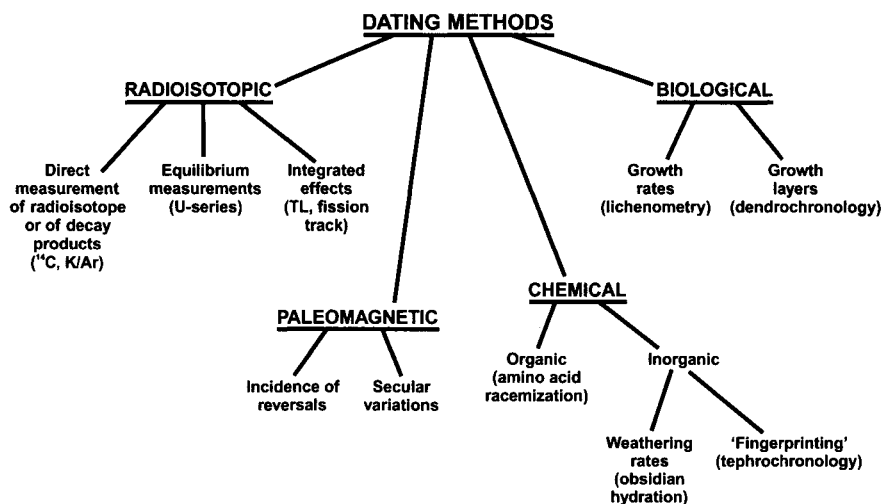 DATING METHODS
RADIOISOTOPIC
Direct
measurement
of radioisotope
or of decay
products
(¹⁴C, K/Ar)
Equilibrium
measurements
(U-series)
Integrated
effects
(TL, fission
track)
BIOLOGICAL
Growth
rates
(lichenometry)
Growth
layers
(dendrochronology)
PALEOMAGNETIC
Incidence of
reversals
Secular
variations
CHEMICAL
Organic
(amino acid
racemization)
Inorganic
Weathering
rates
(obsidian
hydration)
'Fingerprinting'
(tephrochronology)